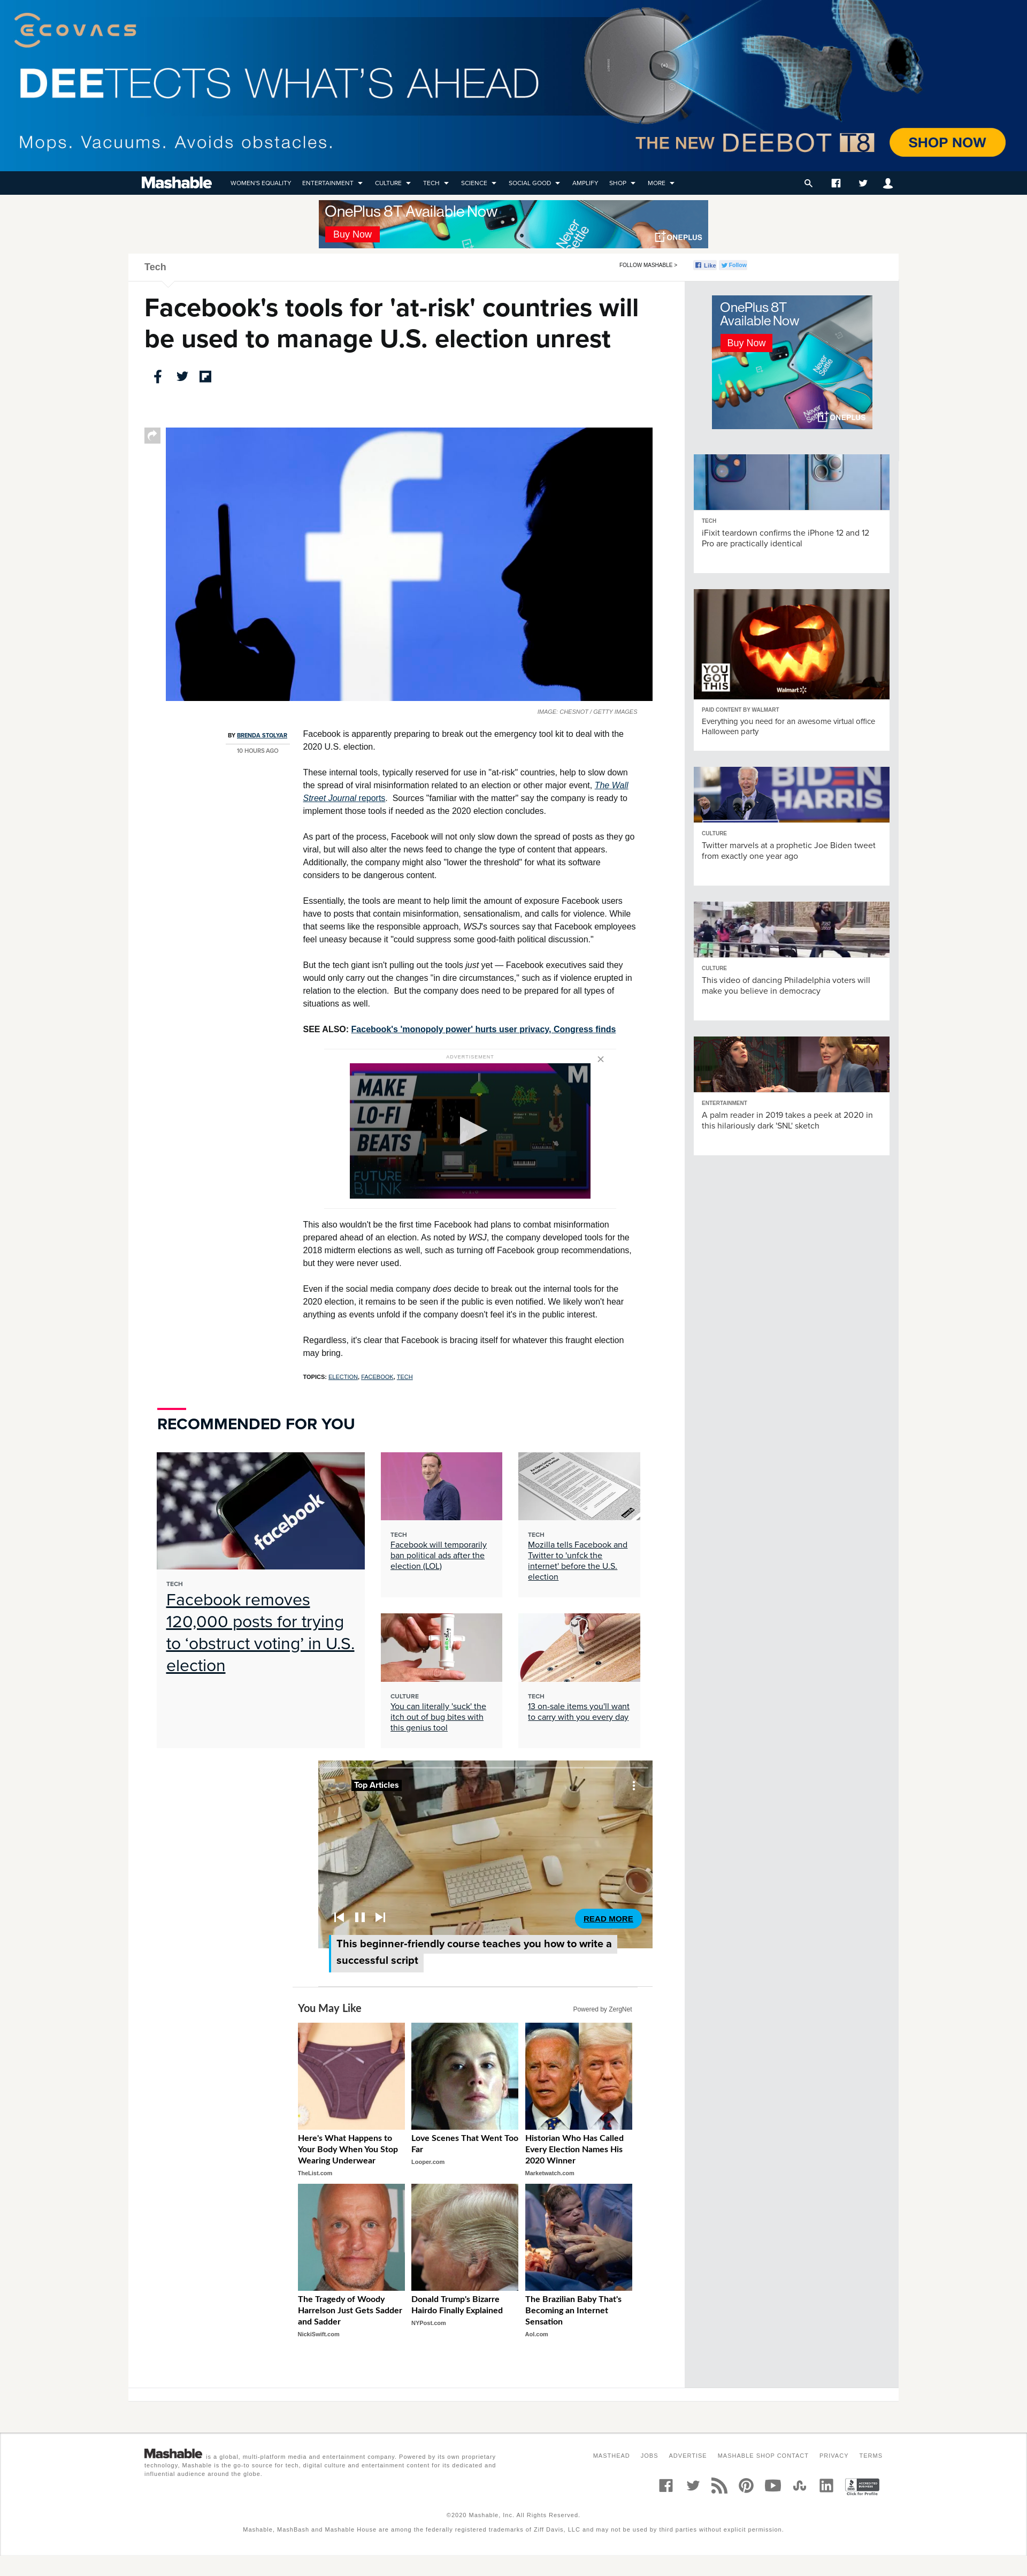 ECOVACS
DEETECTS WHAT'S AHEAD
Mops. Vacuums. Avoids obstacles.
THE NEW DEEBOT T8
SHOP NOW
Mashable
WOMEN'S EQUALITY ENTERTAINMENT CULTURE TECH SCIENCE SOCIAL GOOD AMPLIFY SHOP MORE
OnePlus 8T Available Now
Buy Now
Never Settle
ONEPLUS
Tech
FOLLOW MASHABLE >
Like
Follow
Facebook's tools for 'at-risk' countries will
be used to manage U.S. election unrest
IMAGE: CHESNOT / GETTY IMAGES
BY BRENDA STOLYAR
10 HOURS AGO
Facebook is apparently preparing to break out the emergency tool kit to deal with the
2020 U.S. election.
These internal tools, typically reserved for use in "at-risk" countries, help to slow down
the spread of viral misinformation related to an election or other major event, The Wall
Street Journal reports.  Sources "familiar with the matter" say the company is ready to
implement those tools if needed as the 2020 election concludes.
As part of the process, Facebook will not only slow down the spread of posts as they go
viral, but will also alter the news feed to change the type of content that appears.
Additionally, the company might also "lower the threshold" for what its software
considers to be dangerous content.
Essentially, the tools are meant to help limit the amount of exposure Facebook users
have to posts that contain misinformation, sensationalism, and calls for violence. While
that seems like the responsible approach, WSJ's sources say that Facebook employees
feel uneasy because it "could suppress some good-faith political discussion."
But the tech giant isn't pulling out the tools just yet — Facebook executives said they
would only carry out the changes "in dire circumstances," such as if violence erupted in
relation to the election.  But the company does need to be prepared for all types of
situations as well.
SEE ALSO: Facebook's 'monopoly power' hurts user privacy, Congress finds
ADVERTISEMENT
MAKE
LO-FI
BEATS
FUTURE
BLINK
M
This also wouldn't be the first time Facebook had plans to combat misinformation
prepared ahead of an election. As noted by WSJ, the company developed tools for the
2018 midterm elections as well, such as turning off Facebook group recommendations,
but they were never used.
Even if the social media company does decide to break out the internal tools for the
2020 election, it remains to be seen if the public is even notified. We likely won't hear
anything as events unfold if the company doesn't feel it's in the public interest.
Regardless, it's clear that Facebook is bracing itself for whatever this fraught election
may bring.
TOPICS: ELECTION, FACEBOOK, TECH
OnePlus 8T
Available Now
Buy Now
Never Settle
Never Settle
ONEPLUS
TECH
iFixit teardown confirms the iPhone 12 and 12
Pro are practically identical
YOU
GOT
THIS
Walmart
PAID CONTENT BY WALMART
Everything you need for an awesome virtual office
Halloween party
BIDEN
HARRIS
CULTURE
Twitter marvels at a prophetic Joe Biden tweet
from exactly one year ago
CULTURE
This video of dancing Philadelphia voters will
make you believe in democracy
ENTERTAINMENT
A palm reader in 2019 takes a peek at 2020 in
this hilariously dark 'SNL' sketch
RECOMMENDED FOR YOU
facebook
TECH
Facebook removes
120,000 posts for trying
to ‘obstruct voting’ in U.S.
election
TECH
Facebook will temporarily
ban political ads after the
election (LOL)
TECH
Mozilla tells Facebook and
Twitter to 'unfck the
internet' before the U.S.
election
CULTURE
You can literally 'suck' the
itch out of bug bites with
this genius tool
TECH
13 on-sale items you'll want
to carry with you every day
Top Articles
READ MORE
This beginner-friendly course teaches you how to write a
successful script
You May Like
Powered by ZergNet
Here's What Happens to
Your Body When You Stop
Wearing Underwear
TheList.com
Love Scenes That Went Too
Far
Looper.com
Historian Who Has Called
Every Election Names His
2020 Winner
Marketwatch.com
The Tragedy of Woody
Harrelson Just Gets Sadder
and Sadder
NickiSwift.com
Donald Trump's Bizarre
Hairdo Finally Explained
NYPost.com
The Brazilian Baby That's
Becoming an Internet
Sensation
Aol.com
Mashable is a global, multi-platform media and entertainment company. Powered by its own proprietary
technology, Mashable is the go-to source for tech, digital culture and entertainment content for its dedicated and
influential audience around the globe.
MASTHEAD JOBS ADVERTISE MASHABLE SHOP CONTACT PRIVACY TERMS
BBB ACCREDITED BUSINESS
Click for Profile
©2020 Mashable, Inc. All Rights Reserved.
Mashable, MashBash and Mashable House are among the federally registered trademarks of Ziff Davis, LLC and may not be used by third parties without explicit permission.